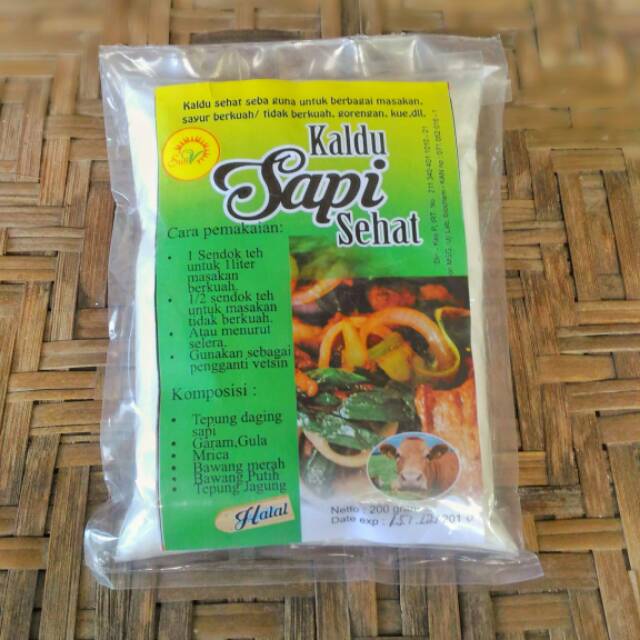 Kaldu sehat seba guna untuk berbagai masakan,
sayur berkuah/ tidak berkuah, gorengan, kue,dll.
Kaldu
Sapi
Sehat
Cara pemakaian:
1 Sendok teh
untuk 1liter
masakan
berkuah.
1/2 sendok teh
untuk masakan
tidak berkuah.
Atau menurut
selera.
Gunakan sebagai
pengganti vetsin
Komposisi :
Tepung daging
sapi
Garam,Gula
Mrica
Bawang merah
Bawang Putih
Tepung Jagung
Halal
Netto : 200 gram
Date exp :